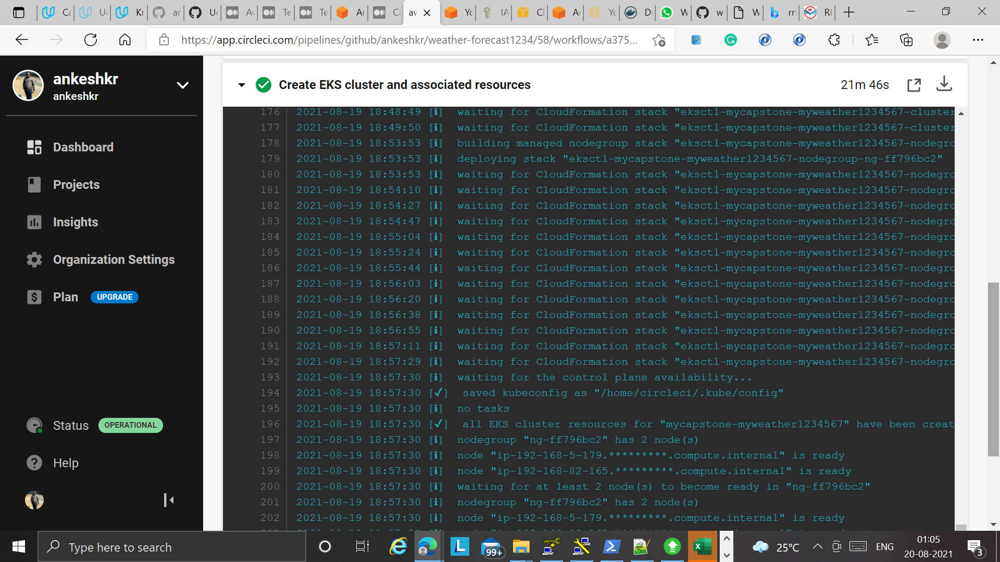 Ca
Uc
Kr
ar
Uc
Av
Te
Te
Ar
Cr
av
Yc
IA
Cl
Ar
Yc
D
W
w
W
rr
RI
https://app.circleci.com/pipelines/github/ankeshkr/weather-forecast1234/58/workflows/a375...
ankeshkr
ankeshkr
Dashboard
Projects
Insights
Organization Settings
Plan UPGRADE
Status OPERATIONAL
Help
Create EKS cluster and associated resources 21m 46s
176 2021-08-19 18:48:49 [ℹ] waiting for CloudFormation stack "eksctl-mycapstone-myweather1234567-cluster
177 2021-08-19 18:49:50 [ℹ] waiting for CloudFormation stack "eksctl-mycapstone-myweather1234567-cluster
178 2021-08-19 18:53:53 [ℹ] building managed nodegroup stack "eksctl-mycapstone-myweather1234567-nodegro
179 2021-08-19 18:53:53 [ℹ] deploying stack "eksctl-mycapstone-myweather1234567-nodegroup-ng-ff796bc2"
180 2021-08-19 18:53:53 [ℹ] waiting for CloudFormation stack "eksctl-mycapstone-myweather1234567-nodegro
181 2021-08-19 18:54:10 [ℹ] waiting for CloudFormation stack "eksctl-mycapstone-myweather1234567-nodegro
182 2021-08-19 18:54:27 [ℹ] waiting for CloudFormation stack "eksctl-mycapstone-myweather1234567-nodegro
183 2021-08-19 18:54:47 [ℹ] waiting for CloudFormation stack "eksctl-mycapstone-myweather1234567-nodegro
184 2021-08-19 18:55:04 [ℹ] waiting for CloudFormation stack "eksctl-mycapstone-myweather1234567-nodegro
185 2021-08-19 18:55:24 [ℹ] waiting for CloudFormation stack "eksctl-mycapstone-myweather1234567-nodegro
186 2021-08-19 18:55:44 [ℹ] waiting for CloudFormation stack "eksctl-mycapstone-myweather1234567-nodegro
187 2021-08-19 18:56:03 [ℹ] waiting for CloudFormation stack "eksctl-mycapstone-myweather1234567-nodegro
188 2021-08-19 18:56:20 [ℹ] waiting for CloudFormation stack "eksctl-mycapstone-myweather1234567-nodegro
189 2021-08-19 18:56:38 [ℹ] waiting for CloudFormation stack "eksctl-mycapstone-myweather1234567-nodegro
190 2021-08-19 18:56:55 [ℹ] waiting for CloudFormation stack "eksctl-mycapstone-myweather1234567-nodegro
191 2021-08-19 18:57:11 [ℹ] waiting for CloudFormation stack "eksctl-mycapstone-myweather1234567-nodegro
192 2021-08-19 18:57:29 [ℹ] waiting for CloudFormation stack "eksctl-mycapstone-myweather1234567-nodegro
193 2021-08-19 18:57:30 [ℹ] waiting for the control plane availability...
194 2021-08-19 18:57:30 [✔] saved kubeconfig as "/home/circleci/.kube/config"
195 2021-08-19 18:57:30 [ℹ] no tasks
196 2021-08-19 18:57:30 [✔] all EKS cluster resources for "mycapstone-myweather1234567" have been creat
197 2021-08-19 18:57:30 [ℹ] nodegroup "ng-ff796bc2" has 2 node(s)
198 2021-08-19 18:57:30 [ℹ] node "ip-192-168-5-179.*********.compute.internal" is ready
199 2021-08-19 18:57:30 [ℹ] node "ip-192-168-82-165.*********.compute.internal" is ready
200 2021-08-19 18:57:30 [ℹ] waiting for at least 2 node(s) to become ready in "ng-ff796bc2"
201 2021-08-19 18:57:30 [ℹ] nodegroup "ng-ff796bc2" has 2 node(s)
202 2021-08-19 18:57:30 [ℹ] node "ip-192-168-5-179.*********.compute.internal" is ready
Type here to search
99+
25°C
ENG
01:05
20-08-2021
3